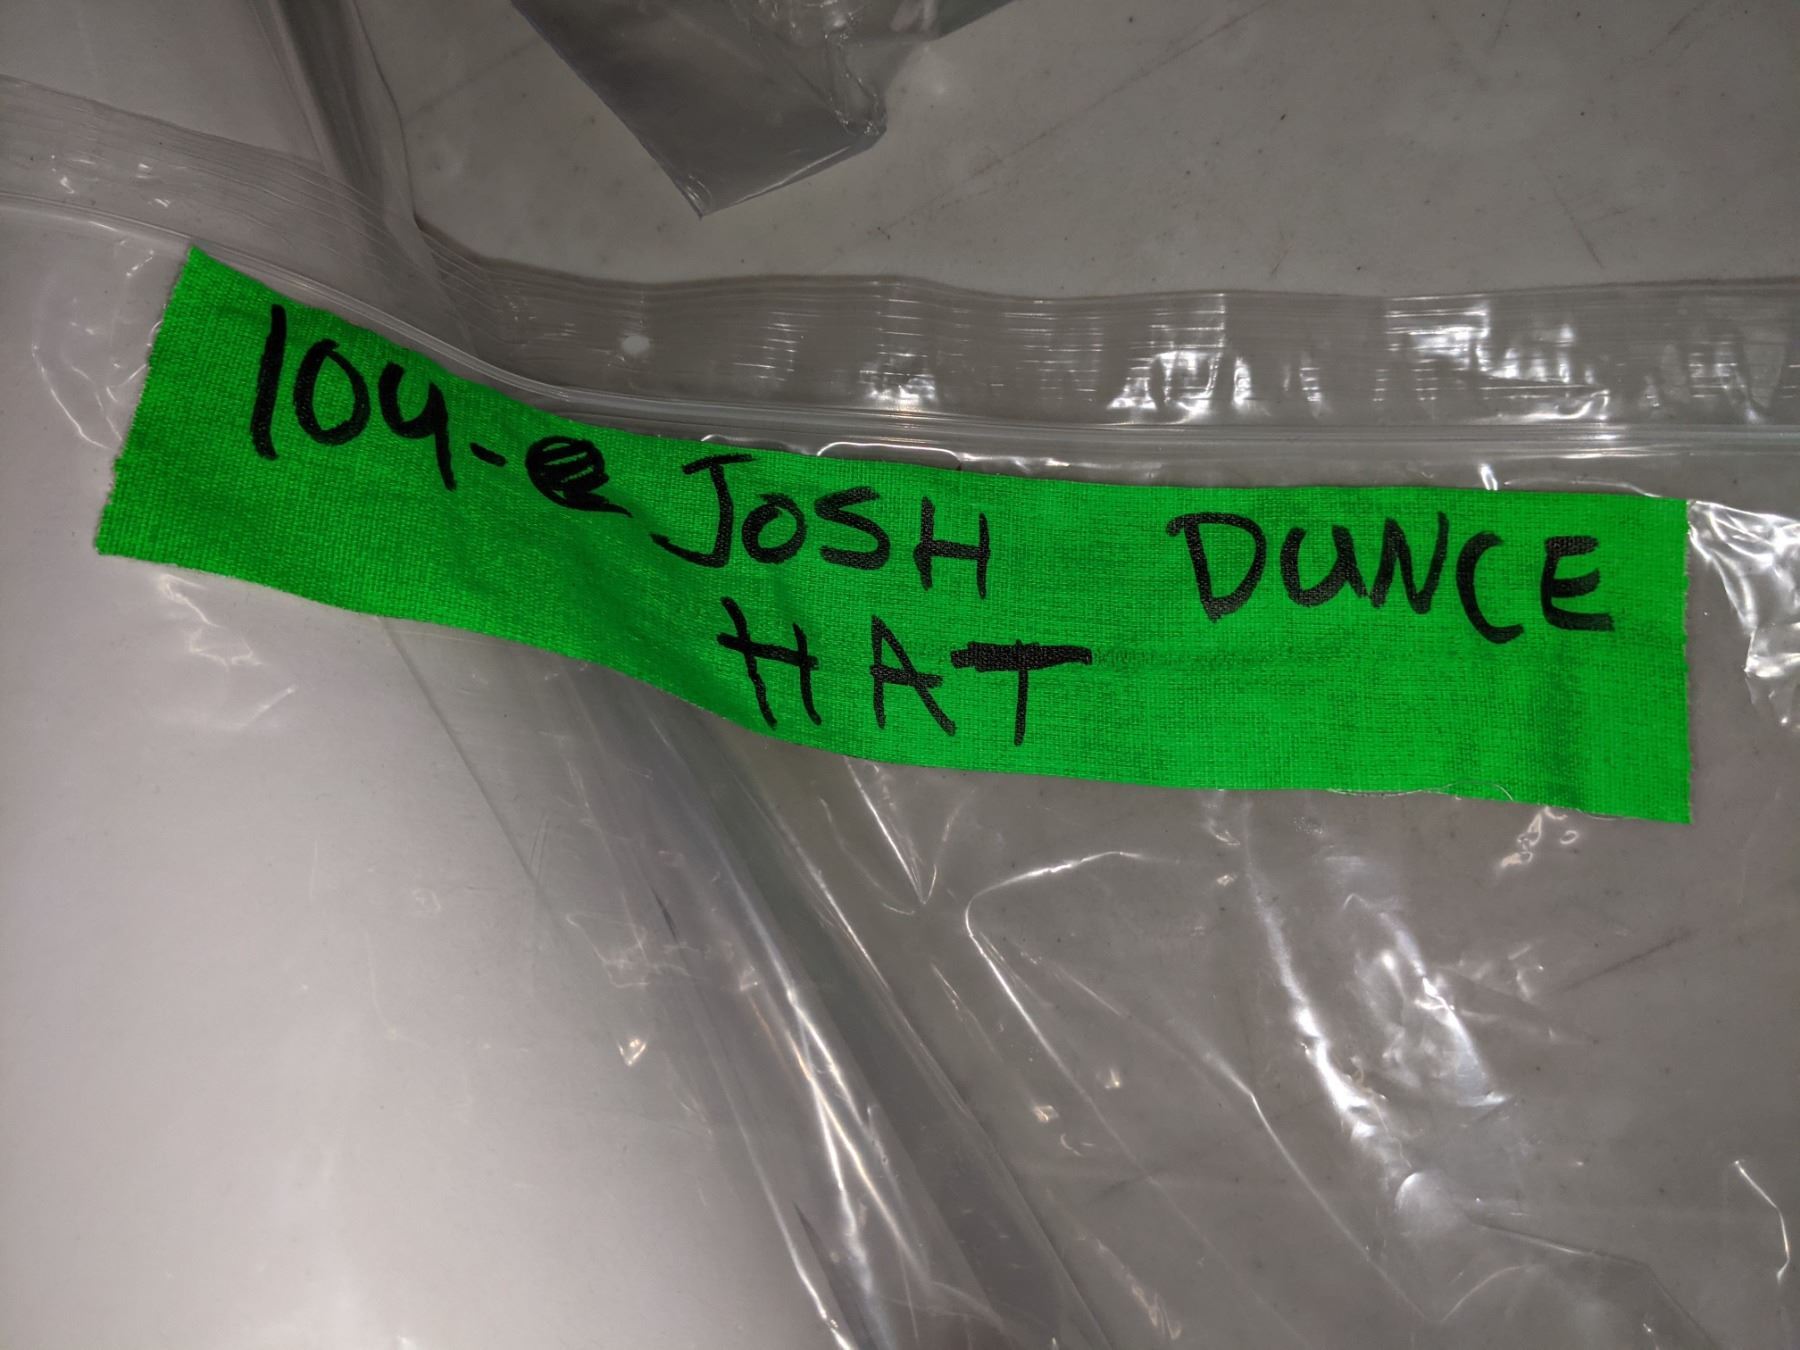 104- JOSH DUNCE
HAT